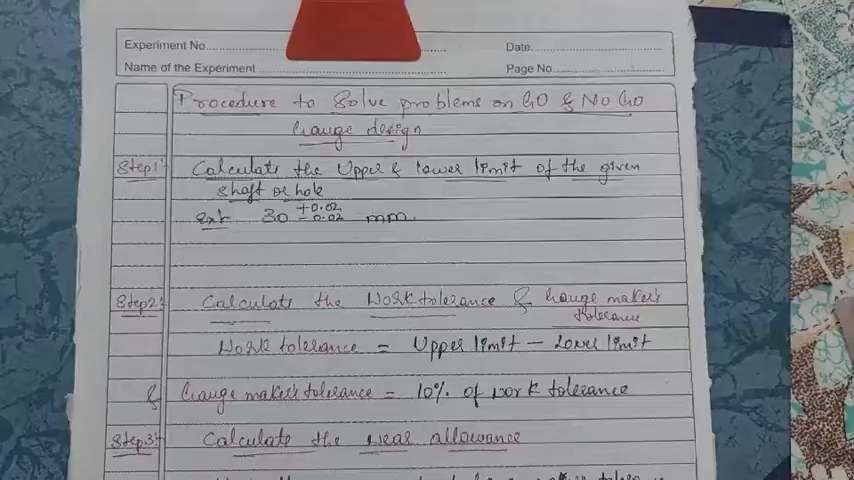 Experiment No. Date
Name of the Experiment Page No
Procedure to Solve problems on GO & NO GO
Gauge design
Step1: Calculate the Upper & lower limit of the given
shaft or hole
ex: 30 +0.02 -0.02 mm.
Step2: Calculate the Work tolerance & Gauge maker's
tolerance
Work tolerance = Upper limit - Lower limit
& Gauge maker's tolerance = 10% of work tolerance
Step3: Calculate the wear allowance